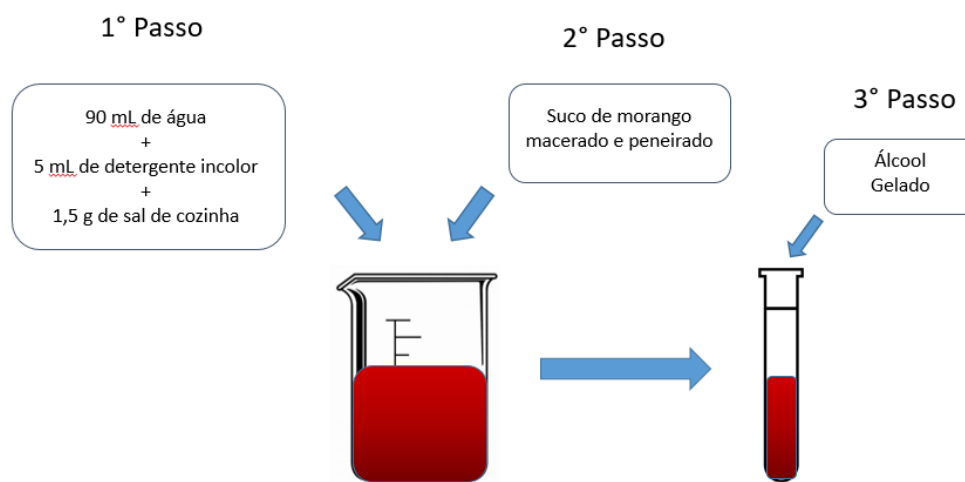 1° Passo
90 mL de água
+
5 mL de detergente incolor
+
1,5 g de sal de cozinha
2° Passo
Suco de morango
macerado e peneirado
3° Passo
Álcool
Gelado